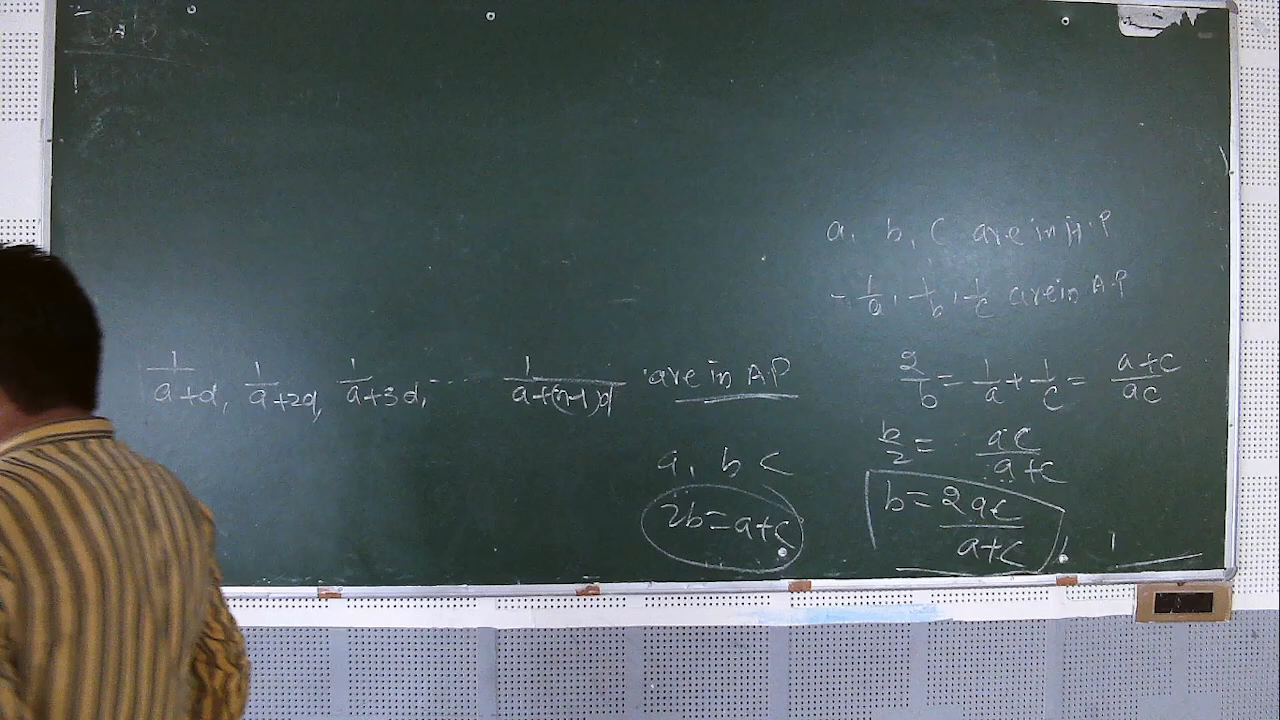 a, b, c are in H.P
1/a, 1/b, 1/c are in A.P
1/(a+d), 1/(a+2d), 1/(a+3d), ---- 1/(a+(n-1)d) are in AP
2/b = 1/a + 1/c = (a+c)/(ac)
a, b c
b/2 = ac/(a+c)
2b=a+c
b = 2ac/(a+c)